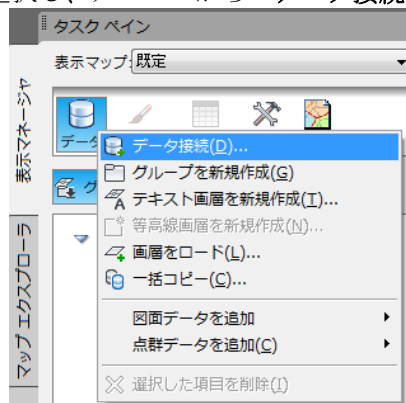 タスク ペイン
表示マップ: 既定
データ
データ接続(D)...
グループを新規作成(G)
テキスト画層を新規作成(T)...
等高線画層を新規作成(N)...
画層をロード(L)...
一括コピー(C)...
図面データを追加
点群データを追加(C)
選択した項目を削除(I)
グ
表示マネージャ
マップ エクスプローラ